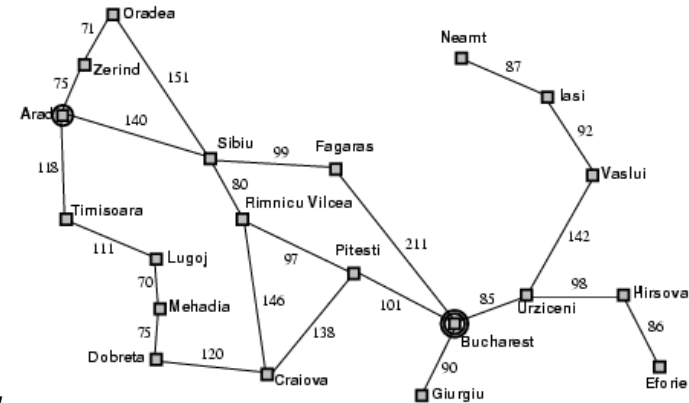 Oradea
71
Neamt
Zerind
87
75
151
Iasi
Arad
140
92
Sibiu
Fagaras
99
118
80
Vaslui
Rimnicu Vilcea
Timisoara
111
Lugoj
97
Pitesti
211
142
70
146
101
85
98
Hirsova
Mehadia
138
Urziceni
75
86
120
Bucharest
Dobreta
90
Craiova
Eforie
Giurgiu